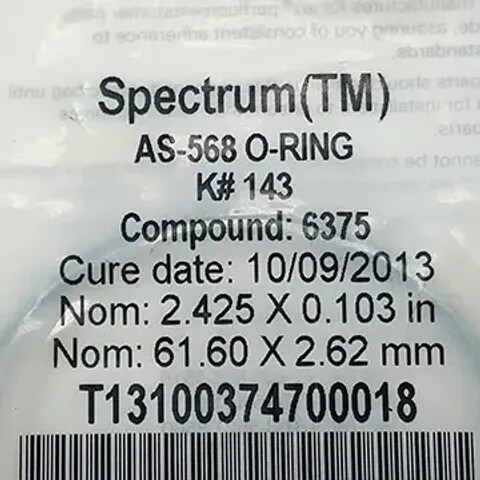 Spectrum(TM)
AS-568 O-RING
K# 143
Compound: 6375
Cure date: 10/09/2013
Nom: 2.425 X 0.103 in
Nom: 61.60 X 2.62 mm
T13100374700018